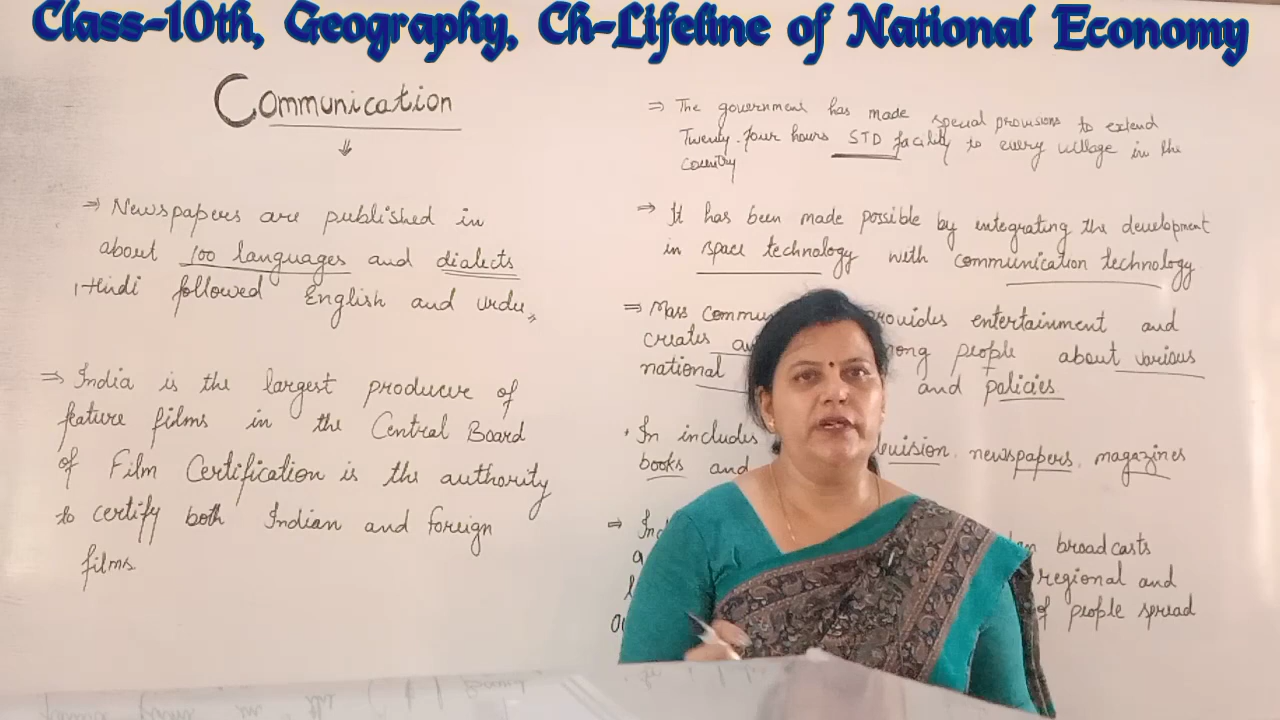 Class-10th, Geography, Ch-Lifeline of National Economy
Communication
⇒ Newspapers are published in
about 100 languages and dialects
Hindi followed English and urdu
⇒ India is the largest producer of
feature films in the Central Board
of Film Certification is the authority
to certify both Indian and foreign
films
⇒ The government has made special provisions to extend
Twenty-four hours STD facility to every village in the
country
⇒ It has been made possible by integrating the development
in space technology with communication technology
⇒ Mass provides entertainment and
creates among people about various
national and policies
In includes newspapers, magazines
books and
⇒ broadcasts
regional and
of people spread